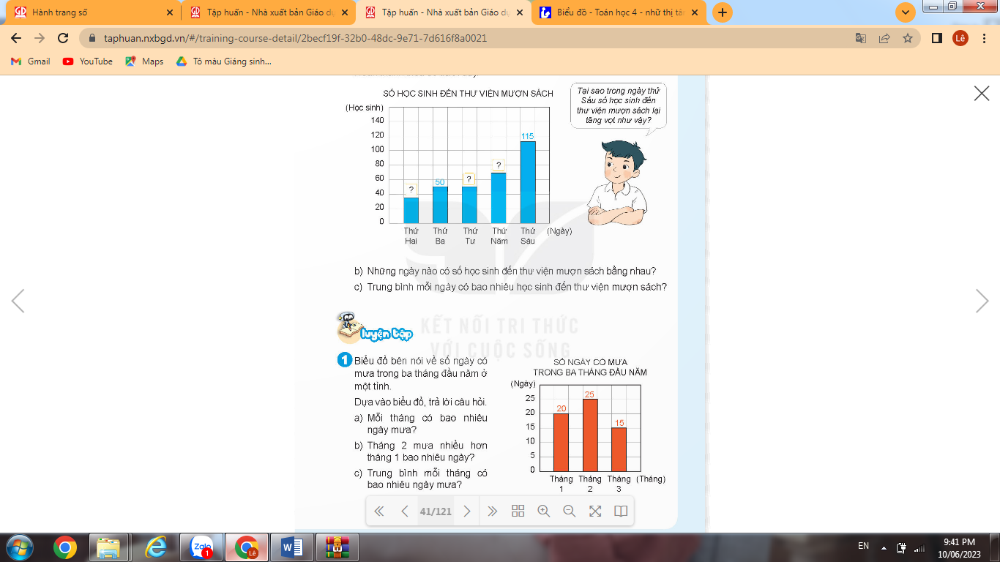 Hành trang số
Tập huấn - Nhà xuất bản Giáo dụ
Tập huấn - Nhà xuất bản Giáo dụ
Biểu đồ - Toán học 4 - nhữ thị tâ
taphuan.nxbgd.vn/#/training-course-detail/2becf19f-32b0-48dc-9e71-7d616f8a0021
Lê
Gmail
YouTube
Maps
Tô màu Giáng sinh...
SỐ HỌC SINH ĐẾN THƯ VIỆN MƯỢN SÁCH
(Học sinh)
140
120
100
80
60
40
20
0
?
50
?
?
115
Thứ Hai
Thứ Ba
Thứ Tư
Thứ Năm
Thứ Sáu
(Ngày)
Tại sao trong ngày thứ
Sáu số học sinh đến
thư viện mượn sách lại
tăng vọt như vậy?
b) Những ngày nào có số học sinh đến thư viện mượn sách bằng nhau?
c) Trung bình mỗi ngày có bao nhiêu học sinh đến thư viện mượn sách?
KẾT NỐI TRI THỨC
VỚI CUỘC SỐNG
luyện tập
1 Biểu đồ bên nói về số ngày có
mưa trong ba tháng đầu năm ở
một tỉnh.
Dựa vào biểu đồ, trả lời câu hỏi.
a) Mỗi tháng có bao nhiêu
ngày mưa?
b) Tháng 2 mưa nhiều hơn
tháng 1 bao nhiêu ngày?
c) Trung bình mỗi tháng có
bao nhiêu ngày mưa?
SỐ NGÀY CÓ MƯA
TRONG BA THÁNG ĐẦU NĂM
(Ngày)
25
20
15
10
5
0
20
25
15
Tháng 1
Tháng 2
Tháng 3
(Tháng)
41/121
Zalo
1
Lê
EN
9:41 PM
10/06/2023